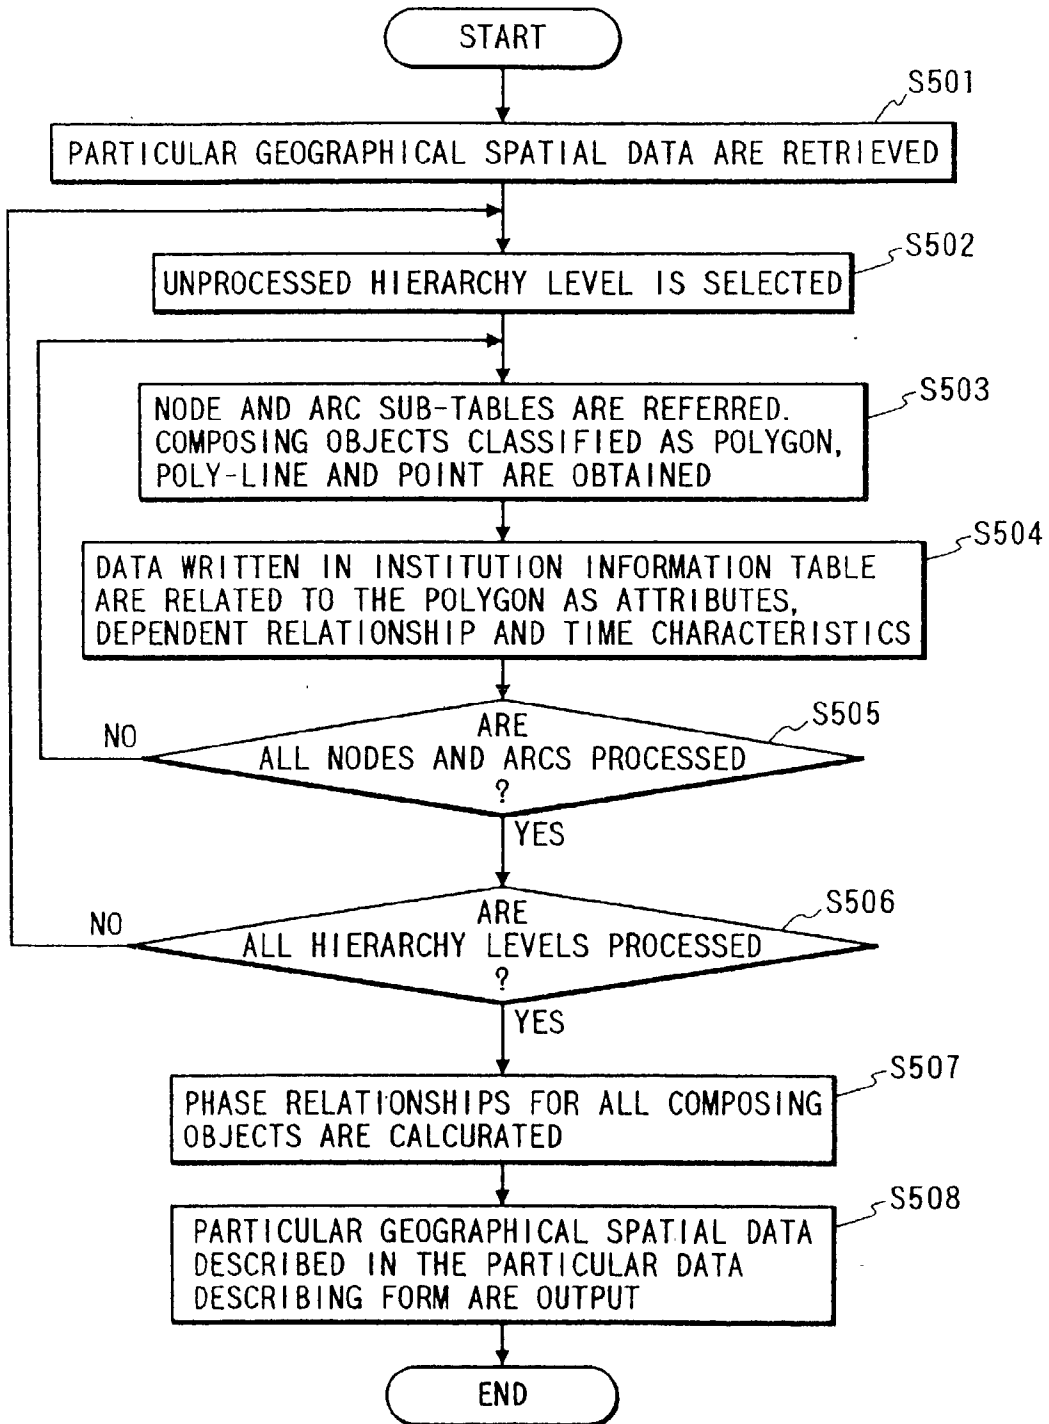 START
S501
PARTICULAR GEOGRAPHICAL SPATIAL DATA ARE RETRIEVED
S502
UNPROCESSED HIERARCHY LEVEL IS SELECTED
S503
NODE AND ARC SUB-TABLES ARE REFERRED.
COMPOSING OBJECTS CLASSIFIED AS POLYGON,
POLY-LINE AND POINT ARE OBTAINED
S504
DATA WRITTEN IN INSTITUTION INFORMATION TABLE
ARE RELATED TO THE POLYGON AS ATTRIBUTES,
DEPENDENT RELATIONSHIP AND TIME CHARACTERISTICS
S505
ARE
ALL NODES AND ARCS PROCESSED
?
NO
YES
S506
ARE
ALL HIERARCHY LEVELS PROCESSED
?
NO
YES
S507
PHASE RELATIONSHIPS FOR ALL COMPOSING
OBJECTS ARE CALCURATED
S508
PARTICULAR GEOGRAPHICAL SPATIAL DATA
DESCRIBED IN THE PARTICULAR DATA
DESCRIBING FORM ARE OUTPUT
END